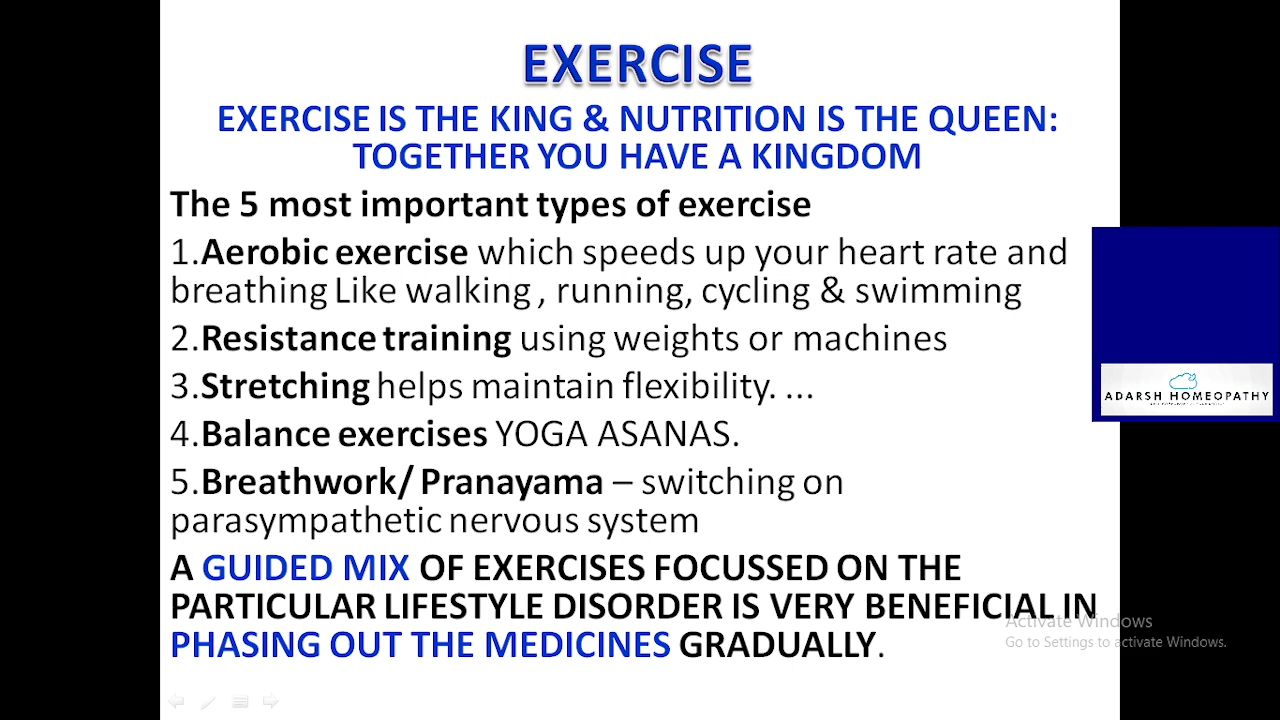 EXERCISE
EXERCISE IS THE KING & NUTRITION IS THE QUEEN:
TOGETHER YOU HAVE A KINGDOM
The 5 most important types of exercise
1.Aerobic exercise which speeds up your heart rate and
breathing Like walking , running, cycling & swimming
2.Resistance training using weights or machines
3.Stretching helps maintain flexibility. ...
4.Balance exercises YOGA ASANAS.
5.Breathwork/ Pranayama – switching on
parasympathetic nervous system
A GUIDED MIX OF EXERCISES FOCUSSED ON THE
PARTICULAR LIFESTYLE DISORDER IS VERY BENEFICIAL IN
PHASING OUT THE MEDICINES GRADUALLY.
ADARSH HOMEOPATHY
Activate Windows
Go to Settings to activate Windows.